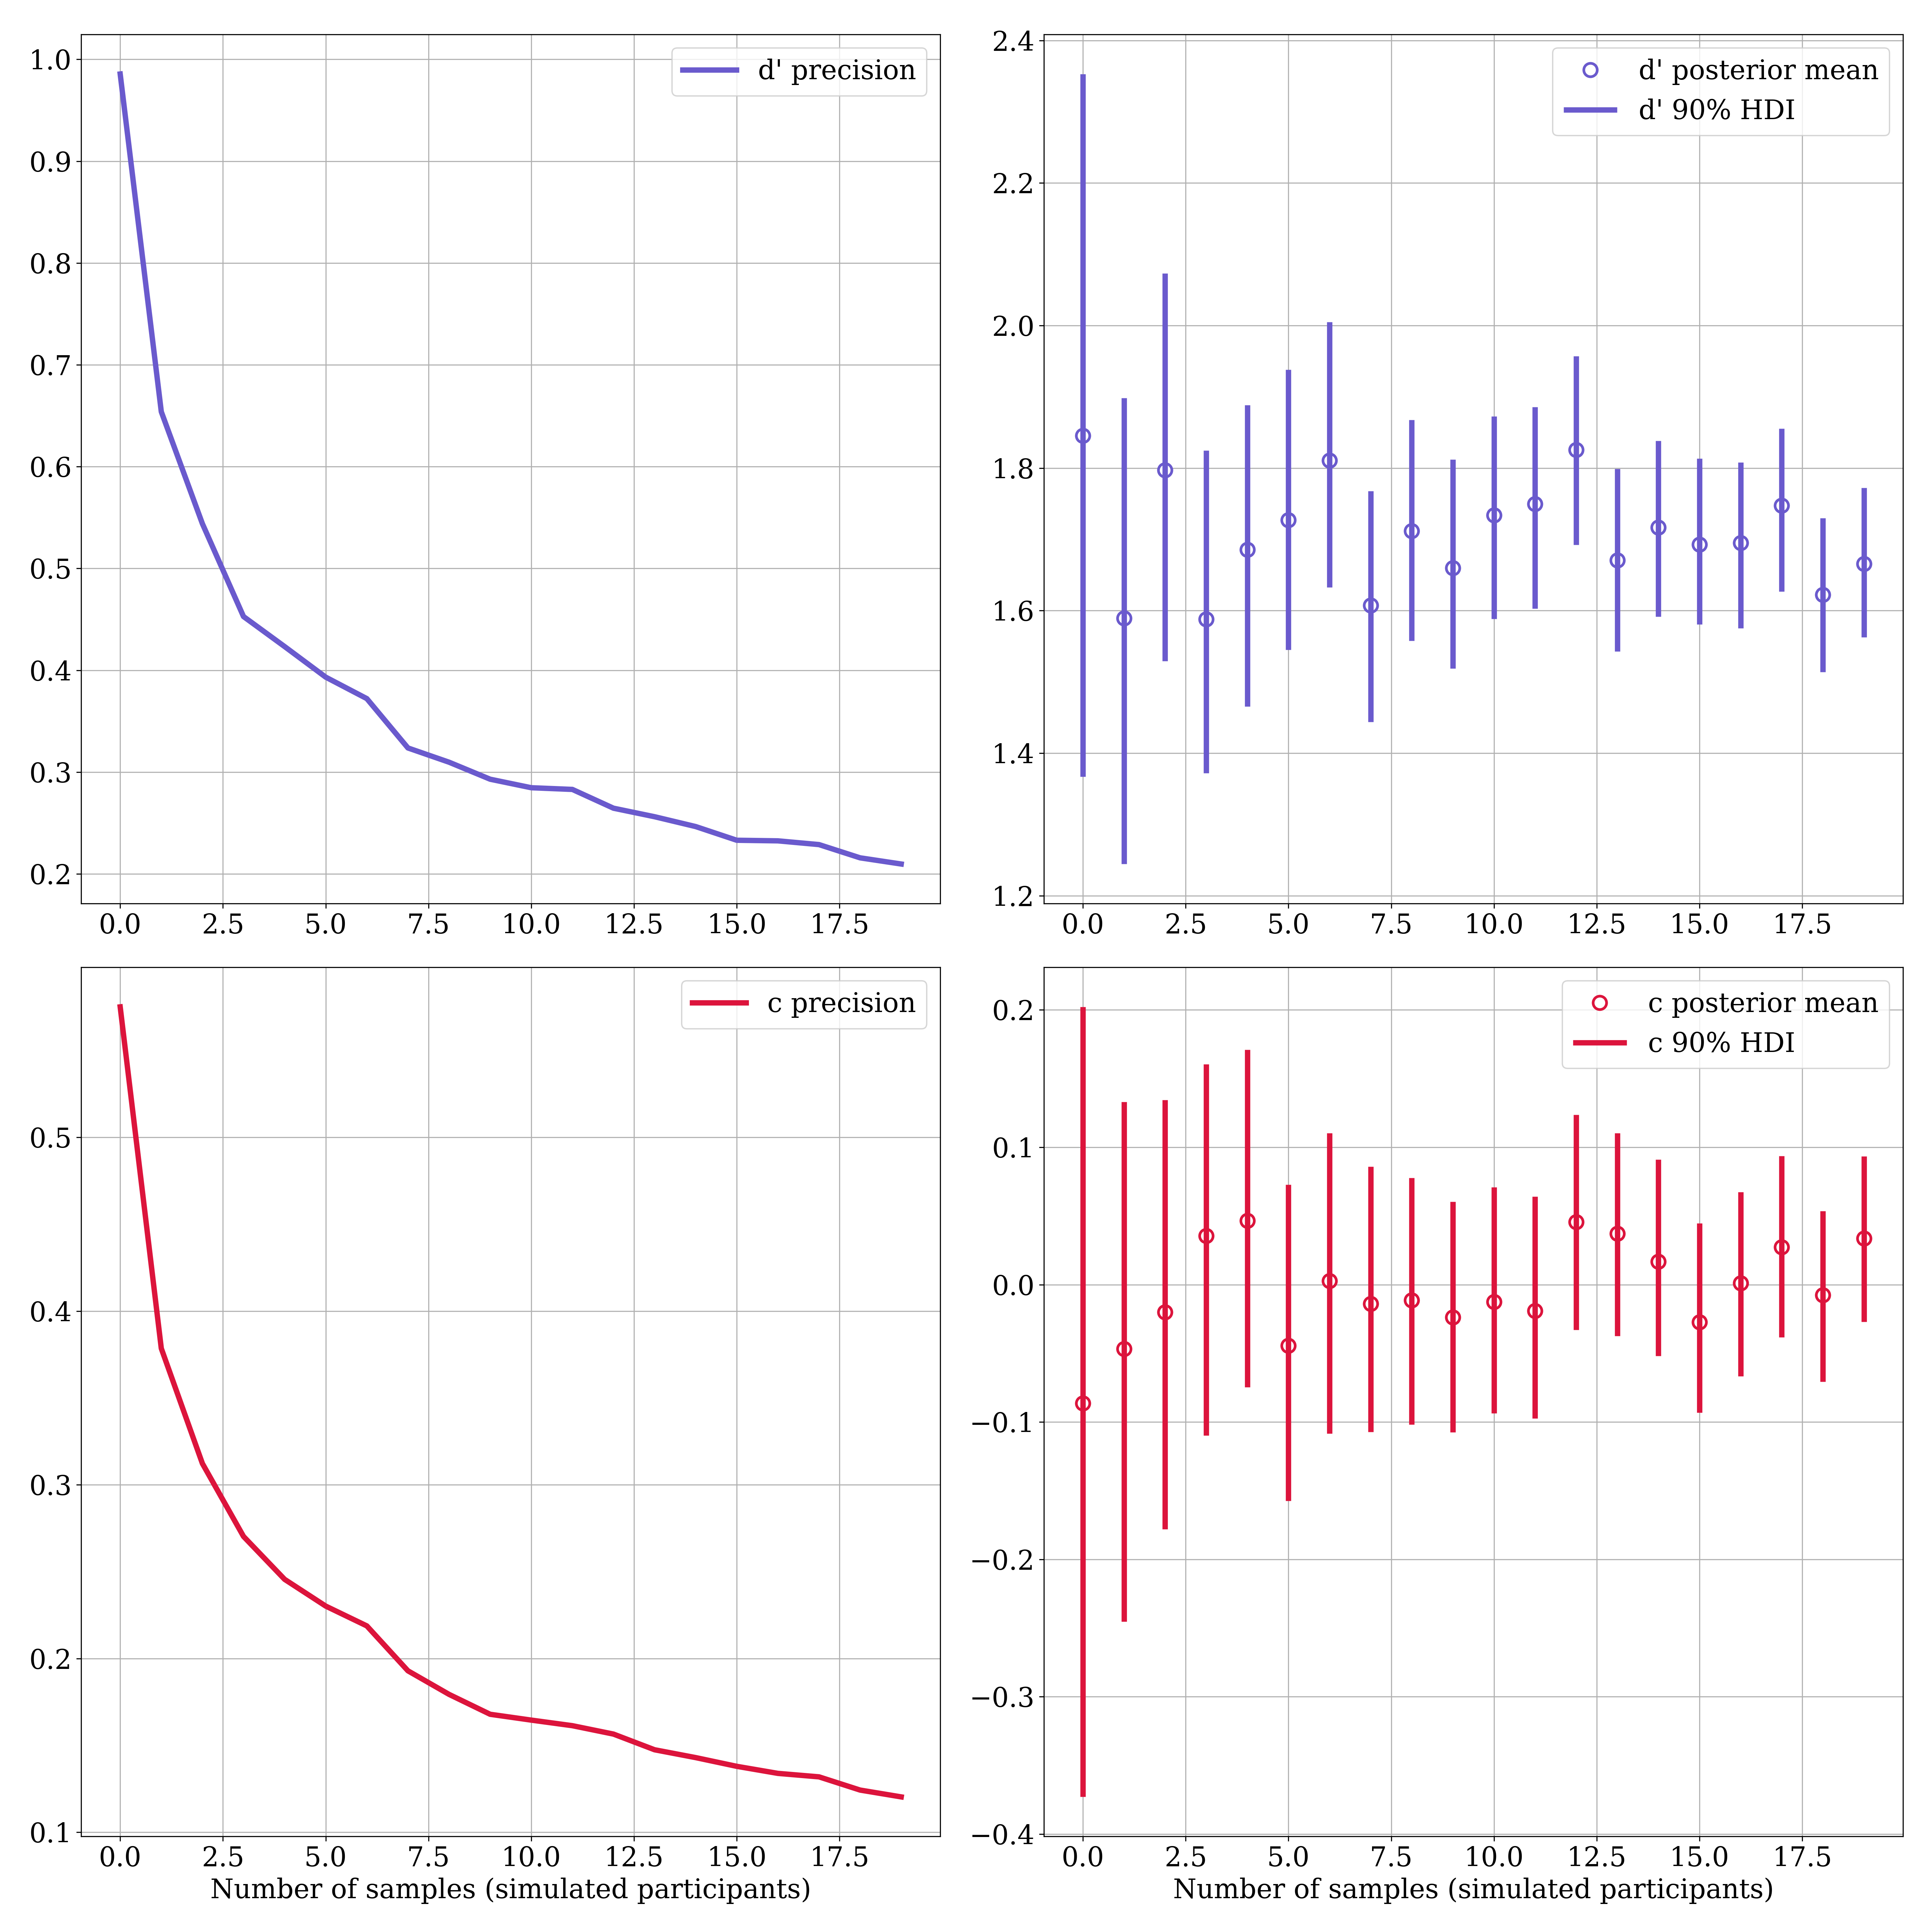 d' precision
1.0
0.9
0.8
0.7
0.6
0.5
0.4
0.3
0.2
0.0 2.5 5.0 7.5 10.0 12.5 15.0 17.5
d' posterior mean
d' 90% HDI
2.4
2.2
2.0
1.8
1.6
1.4
1.2
0.0 2.5 5.0 7.5 10.0 12.5 15.0 17.5
c precision
0.5
0.4
0.3
0.2
0.1
0.0 2.5 5.0 7.5 10.0 12.5 15.0 17.5
Number of samples (simulated participants)
c posterior mean
c 90% HDI
0.2
0.1
0.0
−0.1
−0.2
−0.3
−0.4
0.0 2.5 5.0 7.5 10.0 12.5 15.0 17.5
Number of samples (simulated participants)